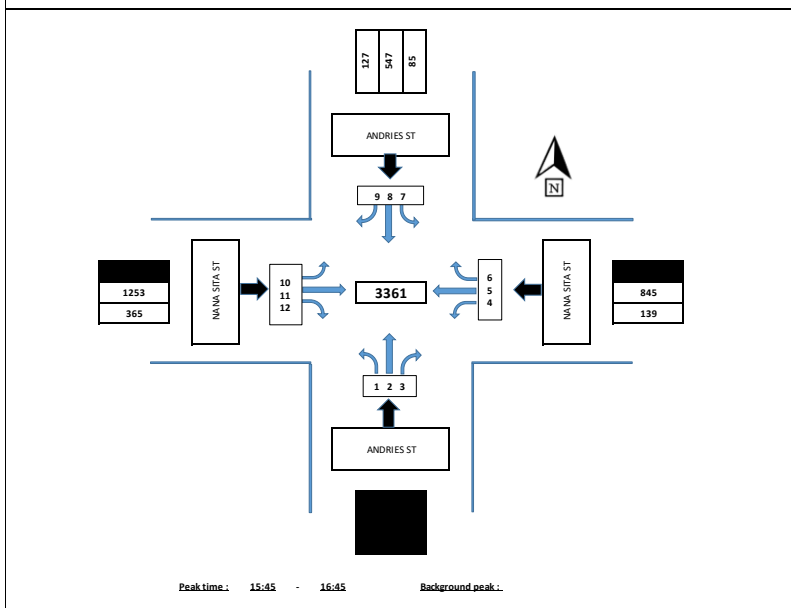 127 547 85
ANDRIES ST
N
9 8 7
NANA SITA ST
1253
365
10
11
12
3361
6
5
4
NANA SITA ST
845
139
1 2 3
ANDRIES ST
Peak time : 15:45 - 16:45 Background peak :